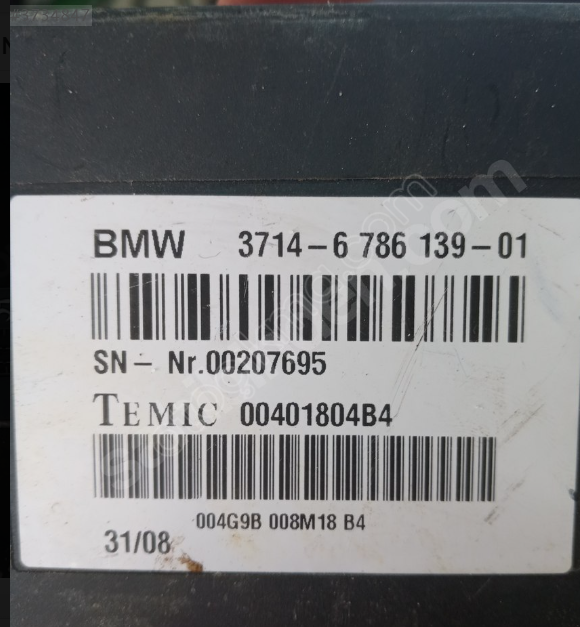 BMW 3714-6 786 139-01
SN- Nr.00207695
TEMIC 00401804B4
004G9B 008M18 B4
31/08